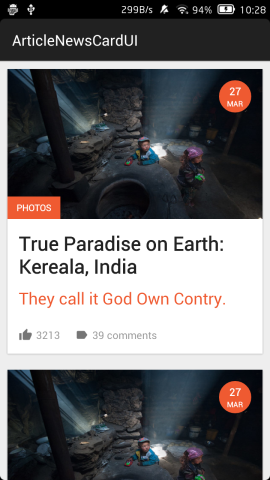 299B/s 94% 10:28
ArticleNewsCardUI
27
MAR
PHOTOS
True Paradise on Earth:
Kereala, India
They call it God Own Contry.
3213 39 comments
27
MAR